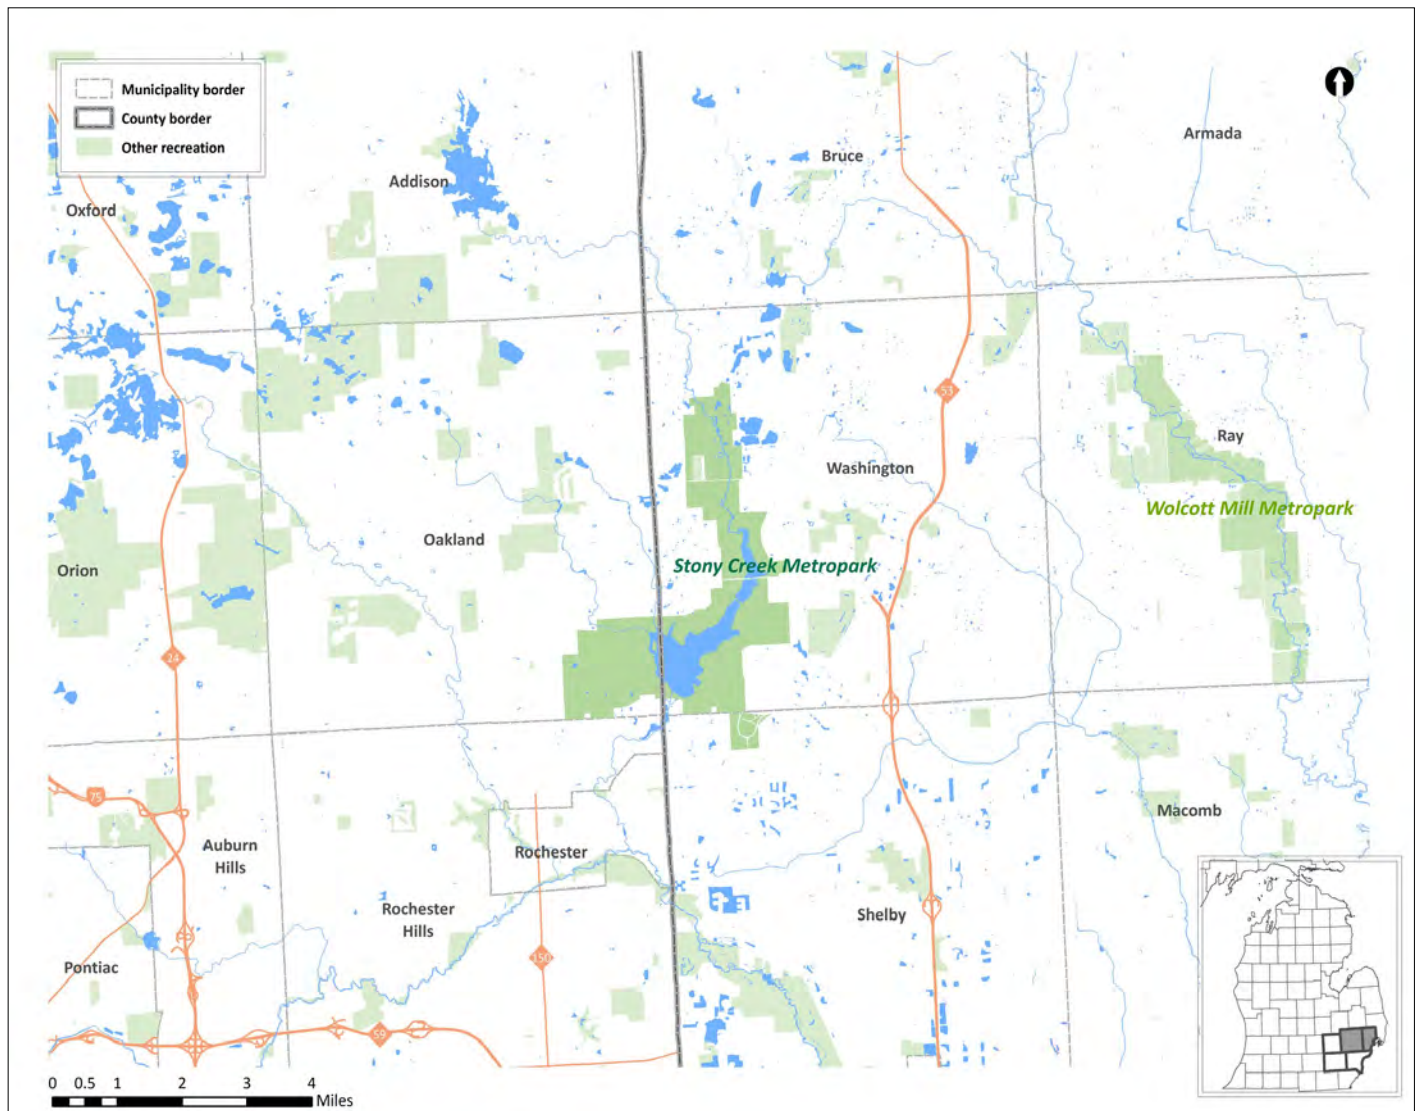 Municipality border
County border
Other recreation
Armada
Bruce
Addison
Oxford
53
Ray
Washington
Wolcott Mill Metropark
Oakland
Stony Creek Metropark
Orion
24
75
Macomb
Auburn
Hills
Rochester
Rochester
Hills
Shelby
150
Pontiac
59
0 0.5 1 2 3 4
Miles